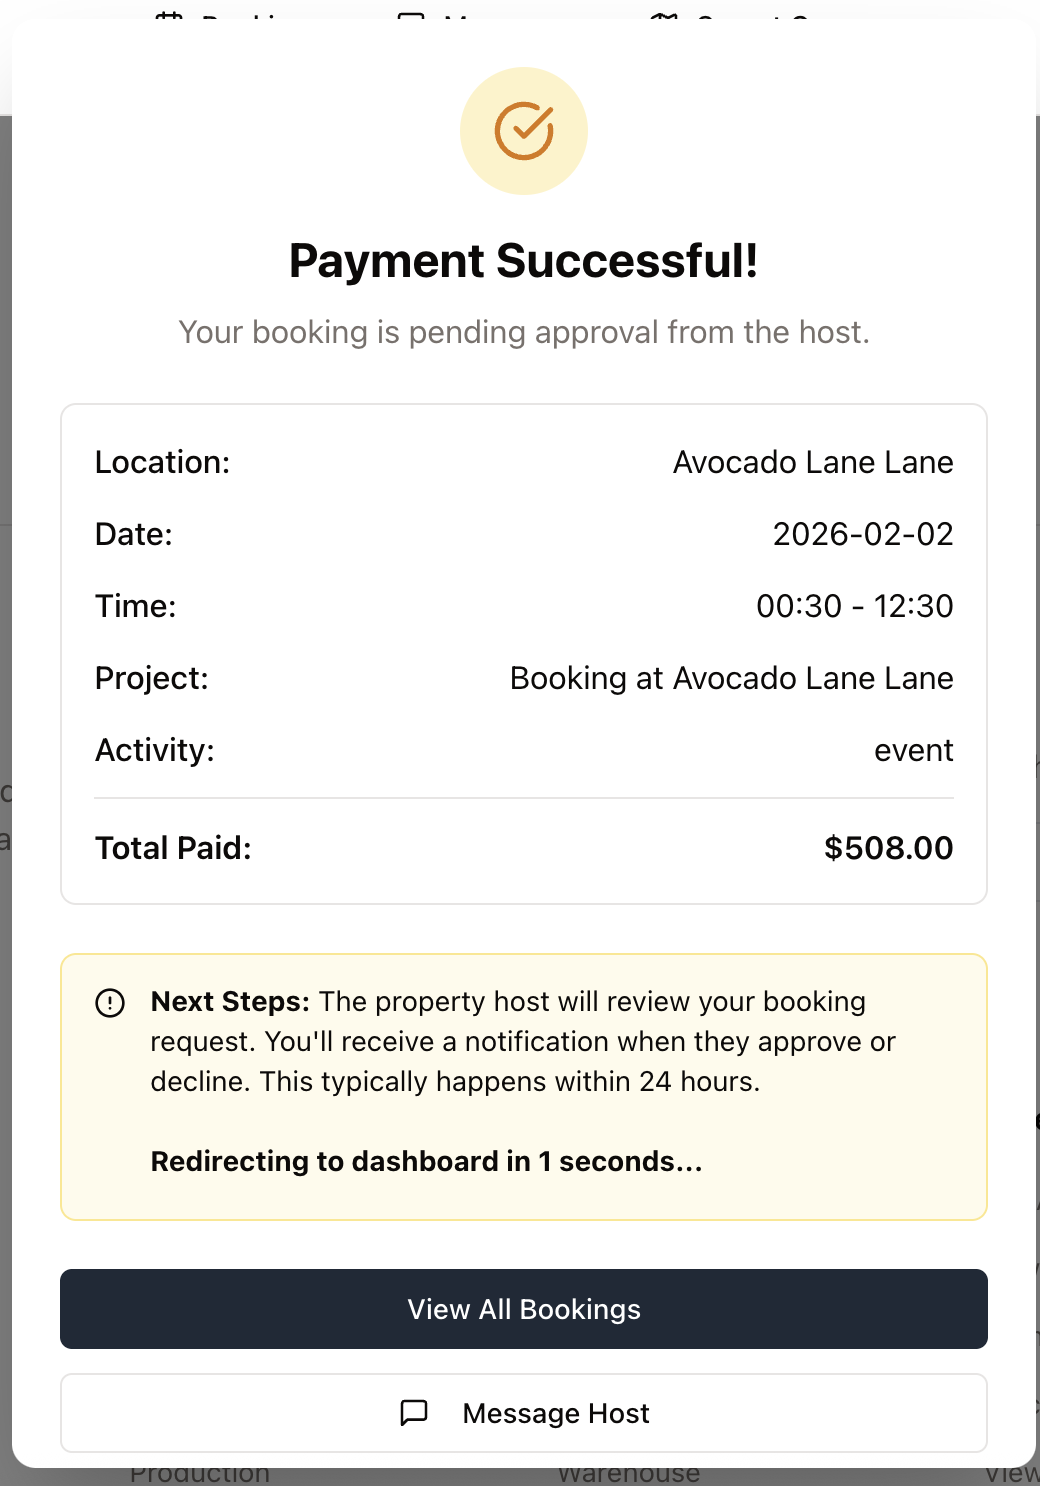 Payment Successful!
Your booking is pending approval from the host.
Location: Avocado Lane Lane
Date: 2026-02-02
Time: 00:30 - 12:30
Project: Booking at Avocado Lane Lane
Activity: event
Total Paid: $508.00
Next Steps: The property host will review your booking
request. You'll receive a notification when they approve or
decline. This typically happens within 24 hours.
Redirecting to dashboard in 1 seconds...
View All Bookings
Message Host
Production Warehouse View